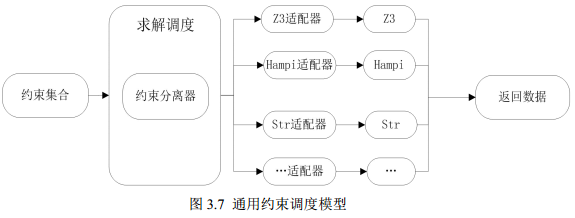 求解调度
约束集合
约束分离器
Z3适配器
Z3
Hampi适配器
Hampi
Str适配器
Str
…适配器
…
返回数据
图 3.7 通用约束调度模型